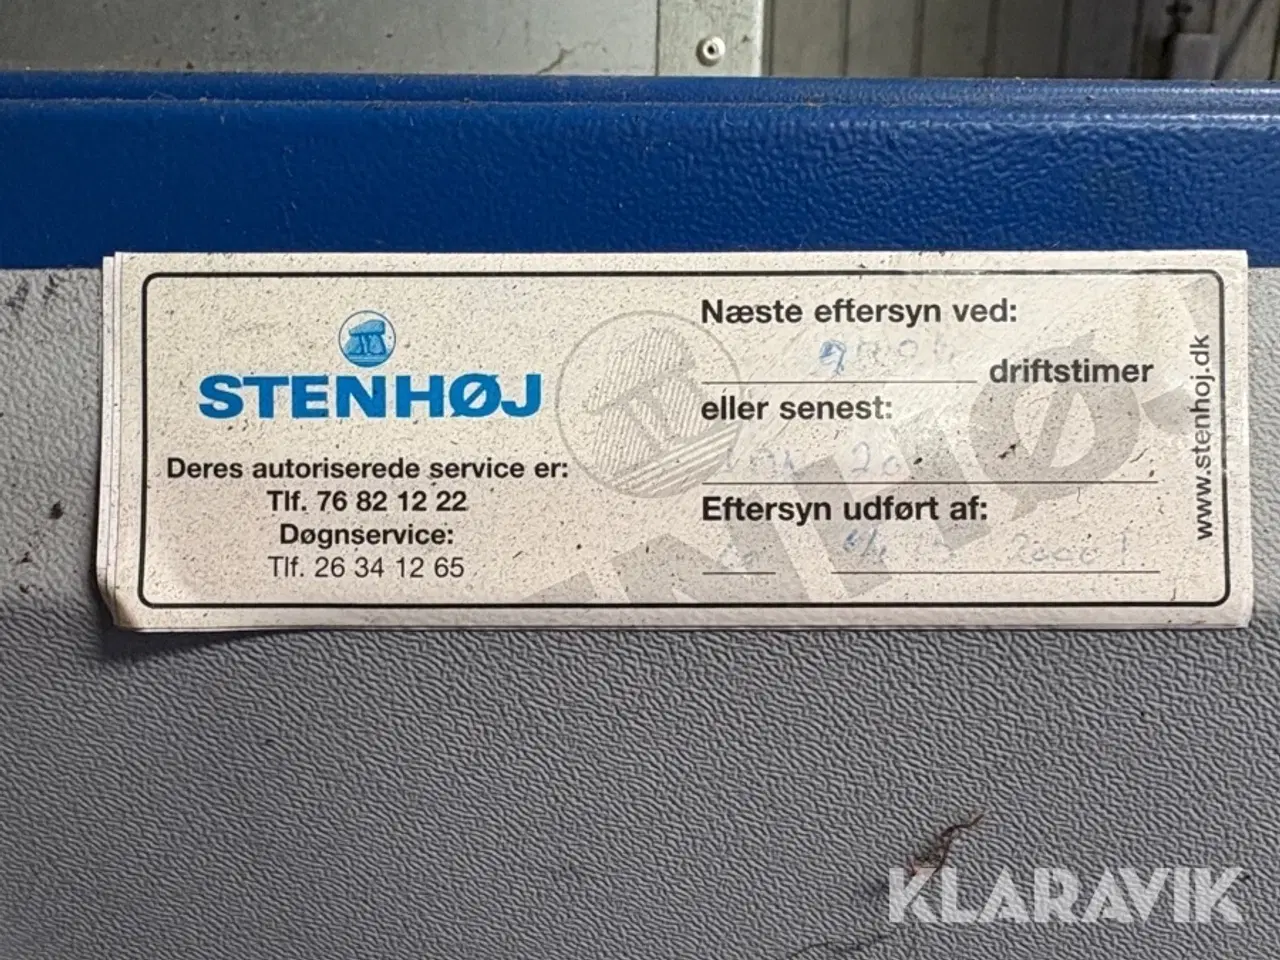 STENHØJ
Deres autoriserede service er:
Tlf. 76 82 12 22
Døgnservice:
Tlf. 26 34 12 65
Næste eftersyn ved:
driftstimer
eller senest:
Eftersyn udført af:
www.stenhoj.dk
KLARAVIK